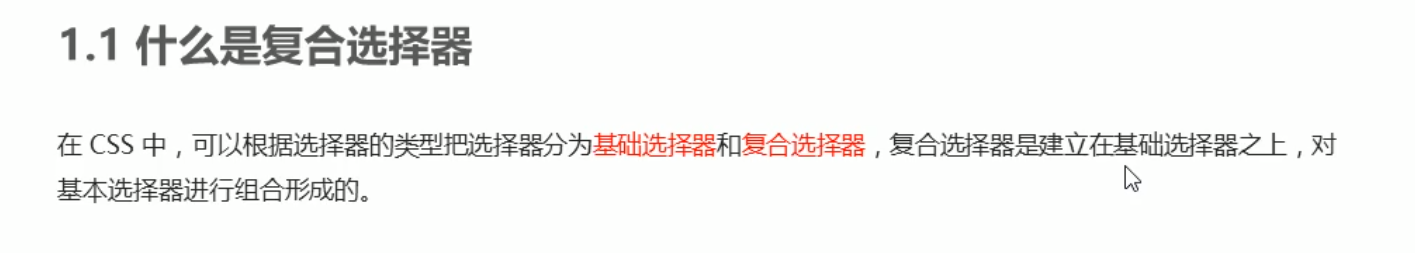 1.1 什么是复合选择器
在 CSS 中，可以根据选择器的类型把选择器分为基础选择器和复合选择器，复合选择器是建立在基础选择器之上，对
基本选择器进行组合形成的。